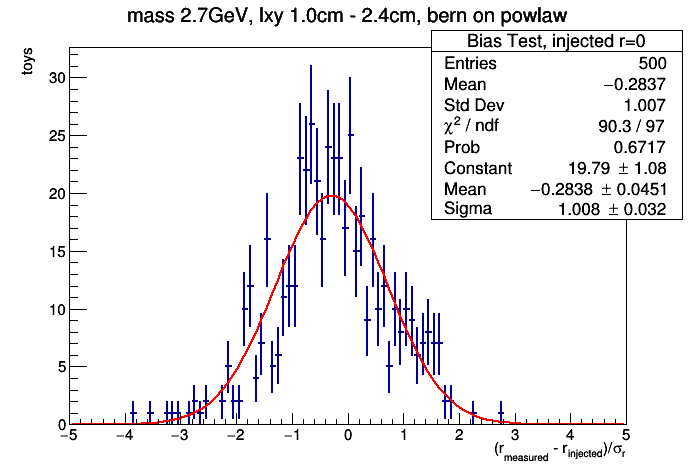 mass 2.7GeV, lxy 1.0cm - 2.4cm, bern on powlaw
Bias Test, injected r=0
Entries 500
Mean −0.2837
Std Dev 1.007
χ² / ndf 90.3 / 97
Prob 0.6717
Constant 19.79 ± 1.08
Mean −0.2838 ± 0.0451
Sigma 1.008 ± 0.032
toys
30
25
20
15
10
5
0
−5 −4 −3 −2 −1 0 1 2 3 4 5
(r_measured - r_injected)/σ_r